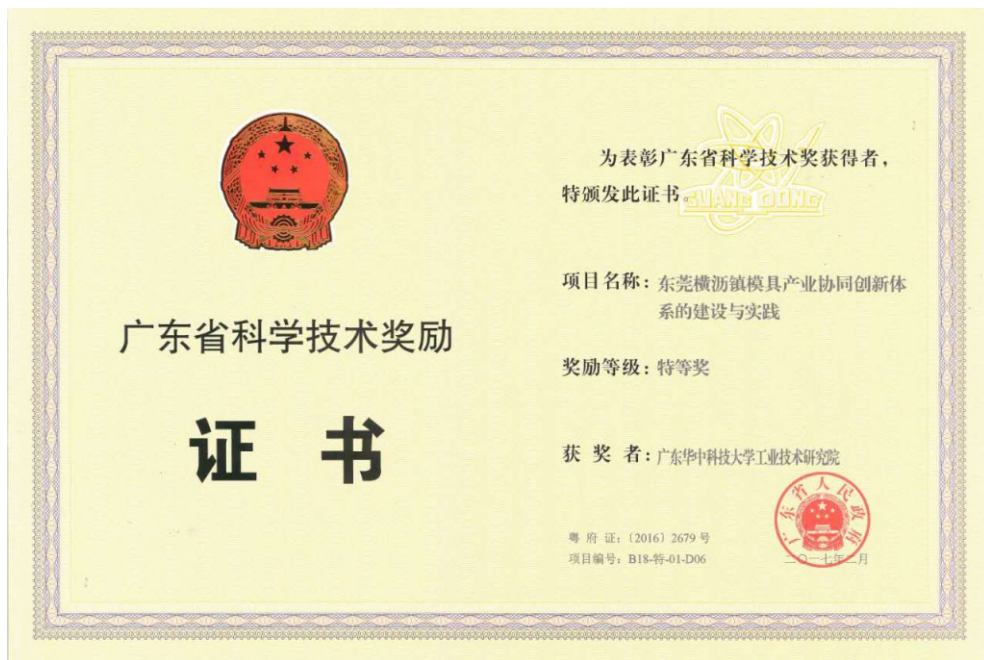 广东省科学技术奖励
证 书
为表彰广东省科学技术奖获得者,
特颁发此证书。
GUANG DONG
项目名称: 东莞横沥镇模具产业协同创新体
系的建设与实践
奖励等级: 特等奖
获 奖 者: 广东华中科技大学工业技术研究院
广东省人民政府
粤 府 证: 〔2016〕2679 号
项目编号: B18-特-01-D06
二〇一七年二月